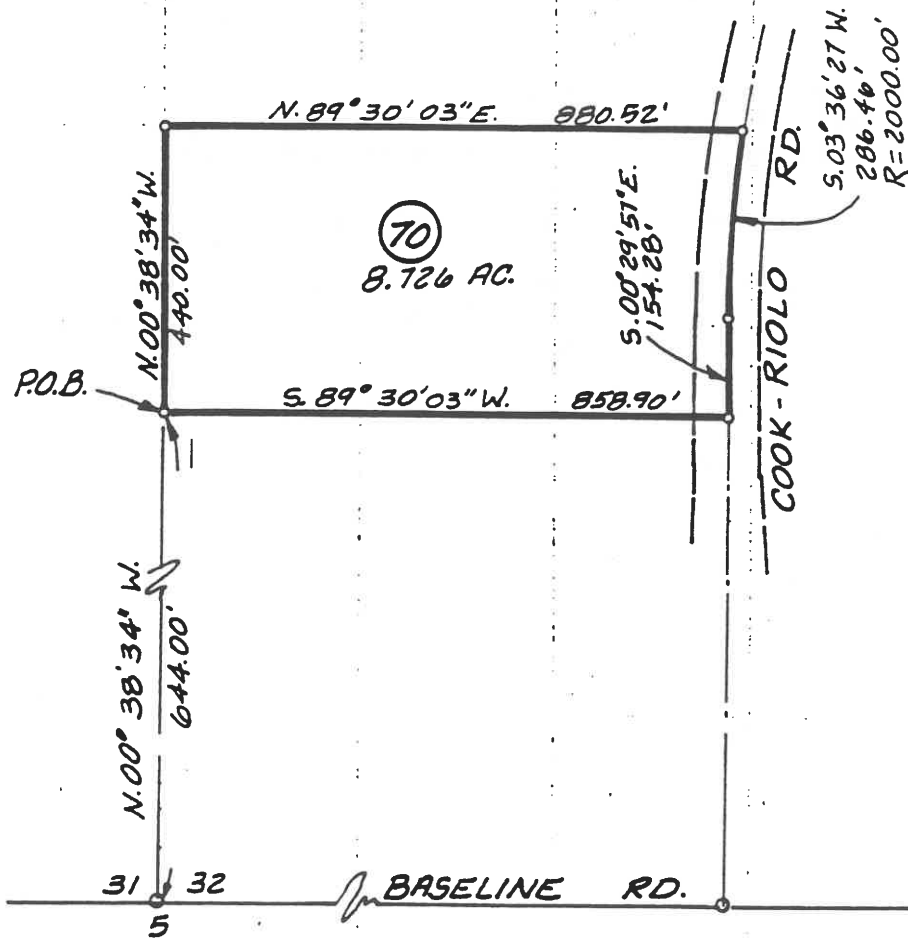 N. 89° 30' 03" E. 880.52'
S. 03° 36' 27 W.
286.46'
R = 2000.00'
N. 00° 38' 34" W.
440.00'
70
8.726 AC.
S. 00° 29' 57" E.
154.28'
COOK - RIOLO RD.
P.O.B.
S. 89° 30' 03" W. 858.90'
1
N. 00° 38' 34" W.
644.00'
31 32
BASELINE RD.
5